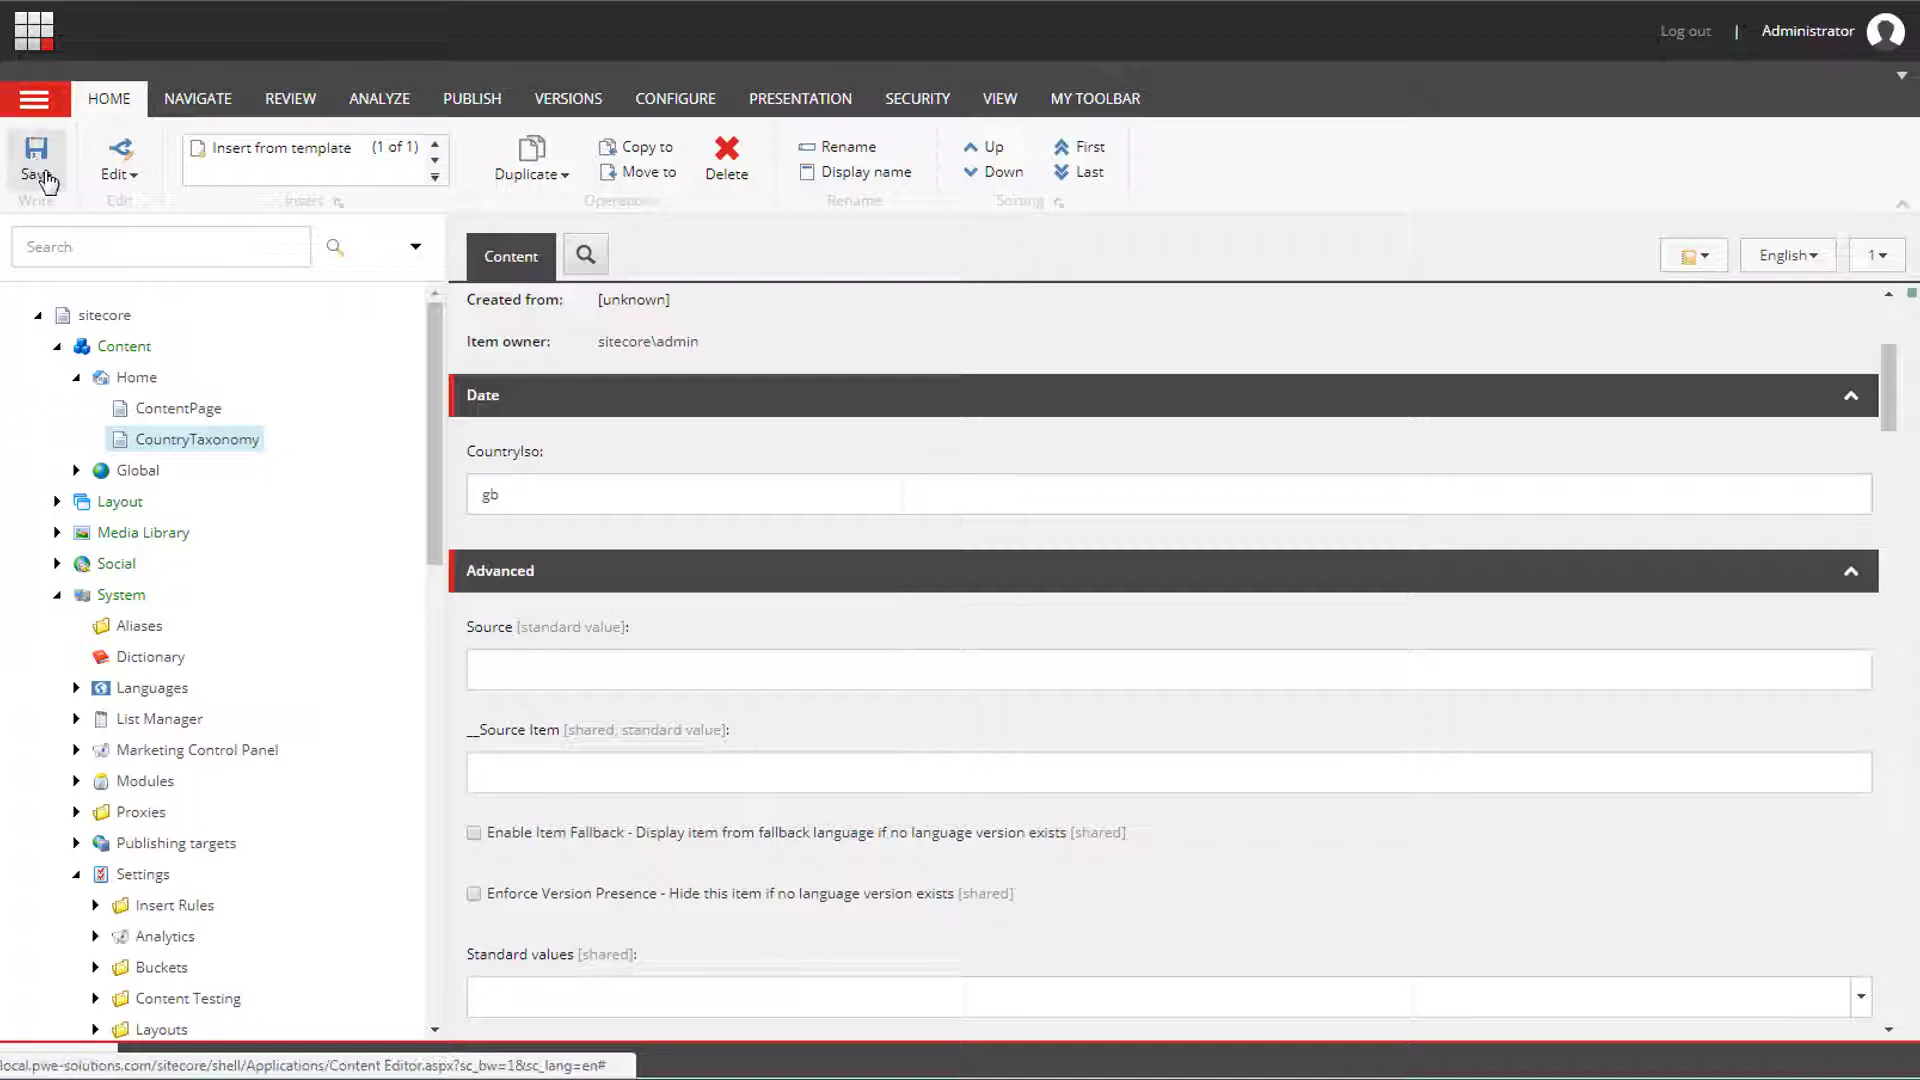 Log out | Administrator
HOME NAVIGATE REVIEW ANALYZE PUBLISH VERSIONS CONFIGURE PRESENTATION SECURITY VIEW MY TOOLBAR
Insert from template (1 of 1)
Copy to
Rename
Up
First
Edit
Duplicate
Move to
Delete
Display name
Down
Last
Write
Edit
Insert
Operations
Rename
Sorting
Search
Content
English
1
sitecore
Content
Home
ContentPage
CountryTaxonomy
Global
Layout
Media Library
Social
System
Aliases
Dictionary
Languages
List Manager
Marketing Control Panel
Modules
Proxies
Publishing targets
Settings
Insert Rules
Analytics
Buckets
Content Testing
Layouts
Created from: [unknown]
Item owner: sitecore\admin
Date
CountryIso:
gb
Advanced
Source [standard value]:
__Source Item [shared, standard value]:
Enable Item Fallback - Display item from fallback language if no language version exists [shared]
Enforce Version Presence - Hide this item if no language version exists [shared]
Standard values [shared]:
local.pwe-solutions.com/sitecore/shell/Applications/Content Editor.aspx?sc_bw=1&sc_lang=en#